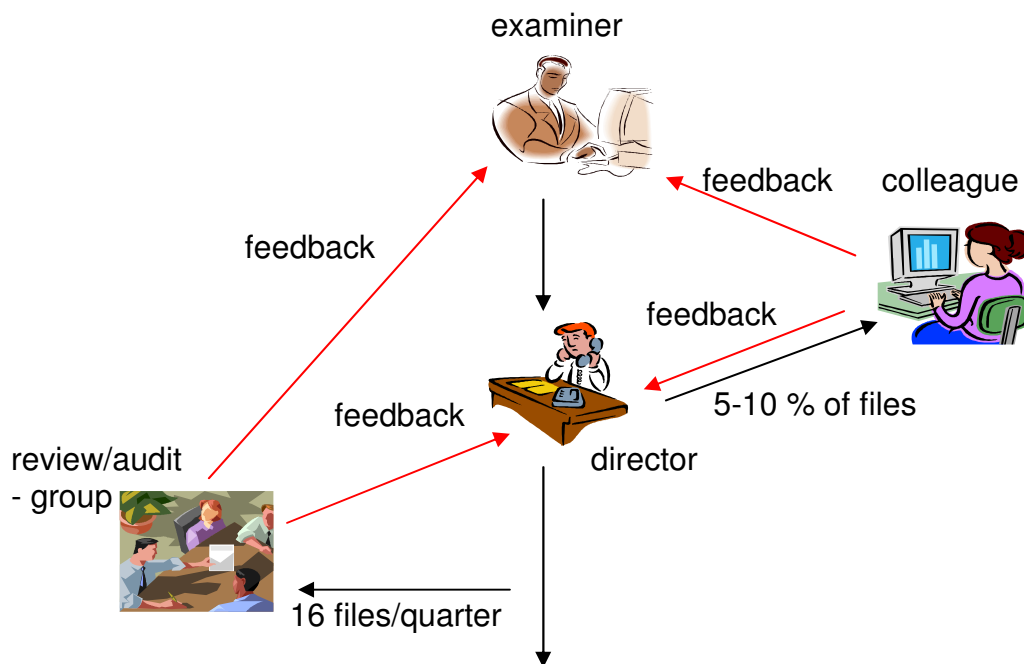 examiner
feedback
colleague
feedback
feedback
feedback
5-10 % of files
director
review/audit
- group
16 files/quarter